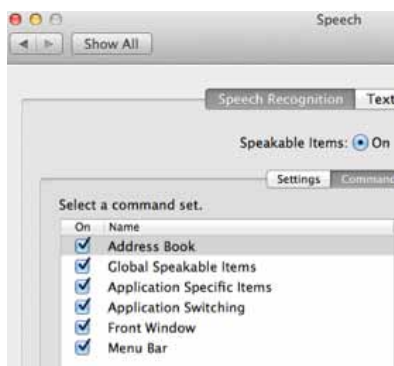 Speech
Show All
Speech Recognition Text
Speakable Items: On
Settings Command
Select a command set.
On Name
Address Book
Global Speakable Items
Application Specific Items
Application Switching
Front Window
Menu Bar